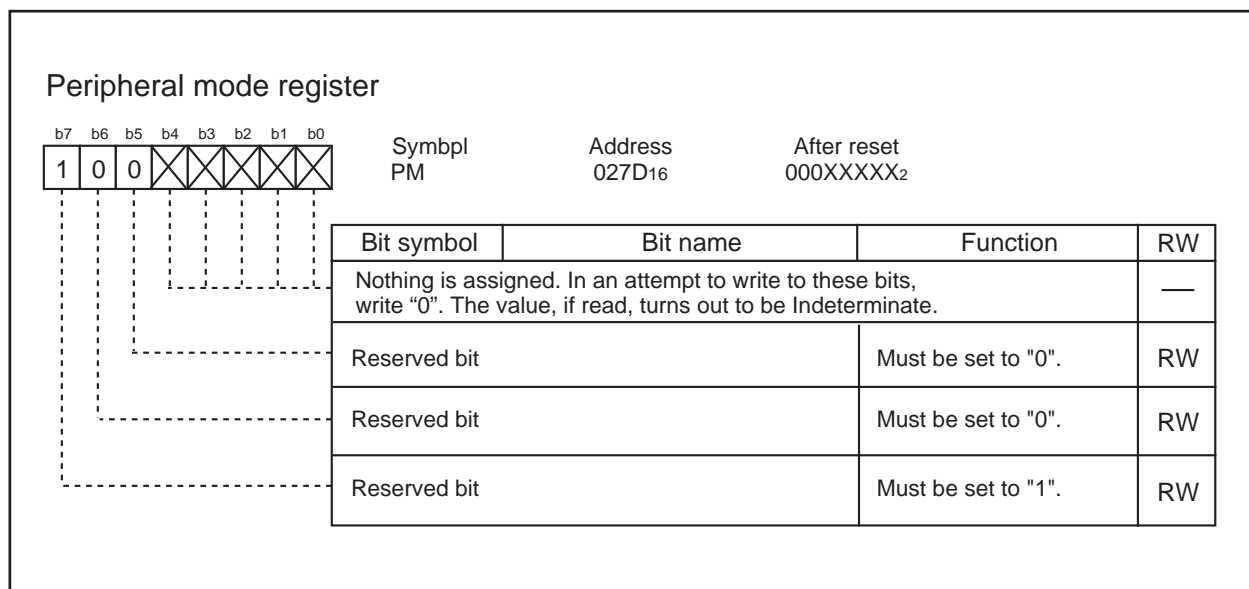 Peripheral mode register
b7 b6 b5 b4 b3 b2 b1 b0
Symbpl Address After reset
1 0 0 PM 027D16 000XXXXX2
Bit symbol Bit name Function RW
Nothing is assigned. In an attempt to write to these bits,
write “0”. The value, if read, turns out to be Indeterminate. —
Reserved bit Must be set to "0". RW
Reserved bit Must be set to "0". RW
Reserved bit Must be set to "1". RW